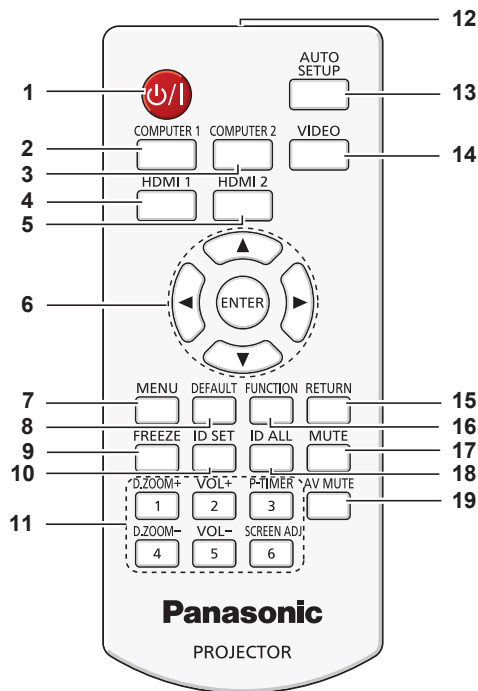 12
AUTO
SETUP
1
⏻/|
13
COMPUTER 1 COMPUTER 2 VIDEO
2
14
3
HDMI 1 HDMI 2
4
5
▲
6
◀ ENTER ▶
▼
MENU DEFAULT FUNCTION RETURN
7
15
8
16
FREEZE ID SET ID ALL MUTE
9
17
10
18
D.ZOOM+ VOL+ P-TIMER AV MUTE
1 2 3
19
11
D.ZOOM- VOL- SCREEN ADJ
4 5 6
Panasonic
PROJECTOR